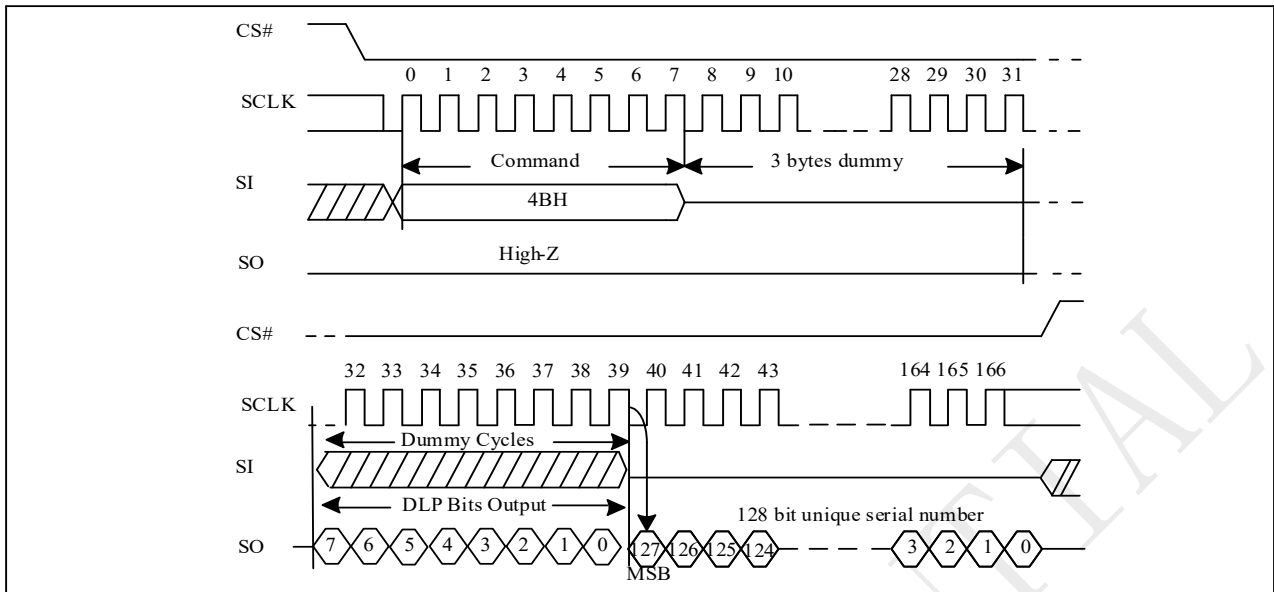 CS#
0 1 2 3 4 5 6 7 8 9 10 28 29 30 31
SCLK
Command 3 bytes dummy
SI
4BH
High-Z
SO
CS#
32 33 34 35 36 37 38 39 40 41 42 43 164 165 166
SCLK
Dummy Cycles
SI
DLP Bits Output
128 bit unique serial number
SO 7 6 5 4 3 2 1 0 127 126 125 124 3 2 1 0
MSB
TIAL